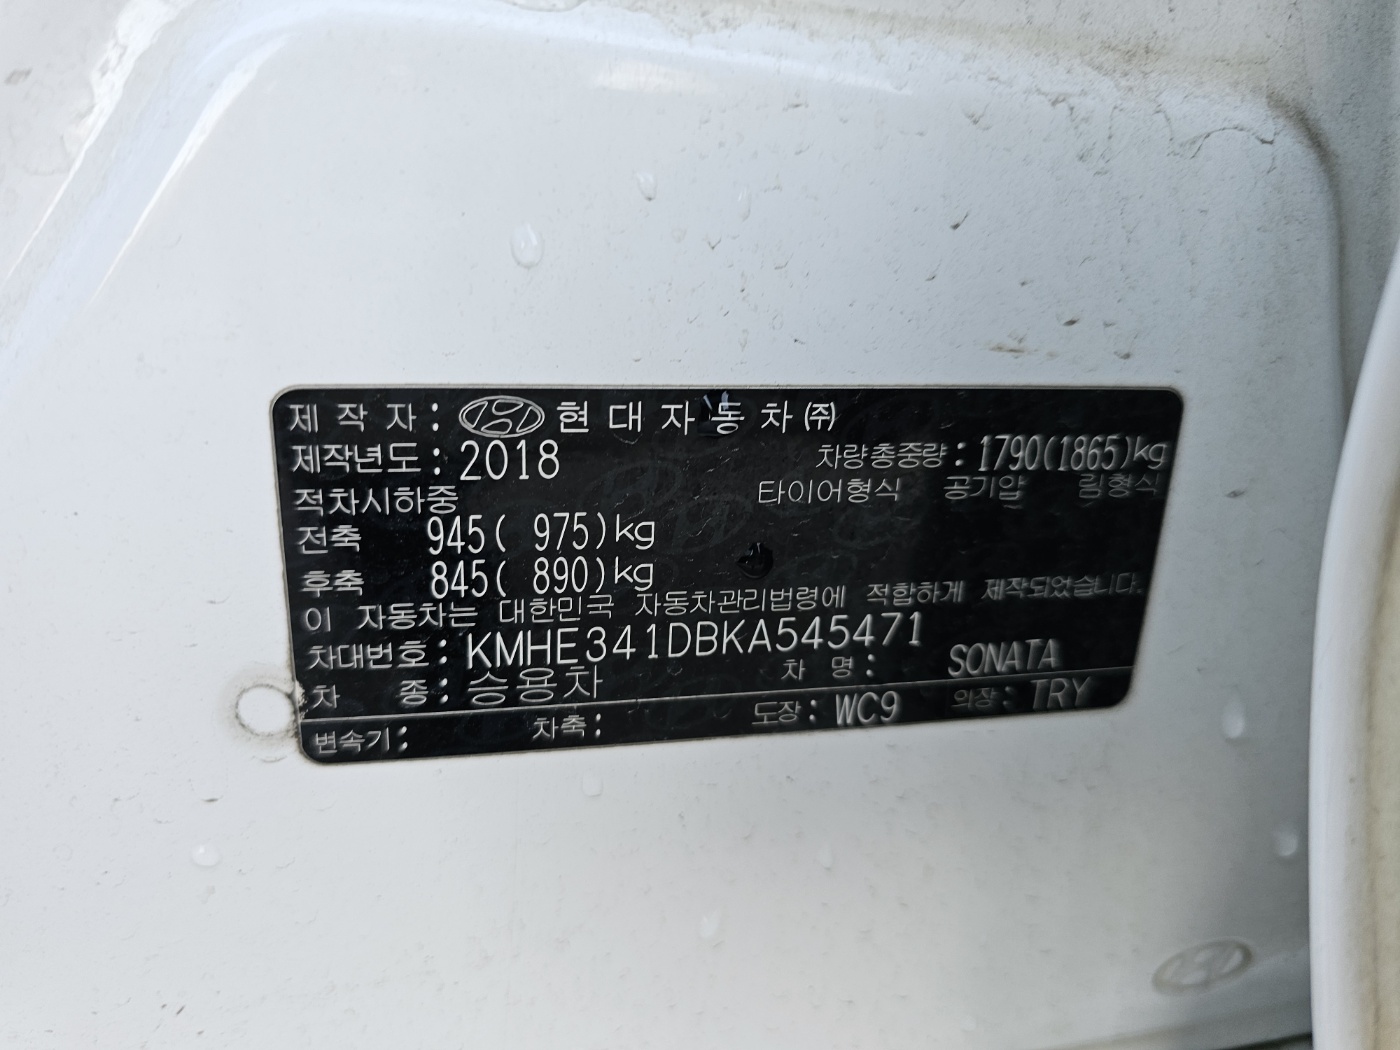 제 작 자 : 현 대 자 동 차 ㈜
제작년도 : 2018 차량총중량 : 1790(1865)kg
적차시하중 타이어형식 공기압 림형식
전축 945( 975)kg
후축 845( 890)kg
이 자동차는 대한민국 자동차관리법령에 적합하게 제작되었습니다.
차대번호 : KMHE341DBKA545471
차 종 : 승용차 차 명 : SONATA
변속기 : 차축 : 도장 : WC9 의장 : TRY